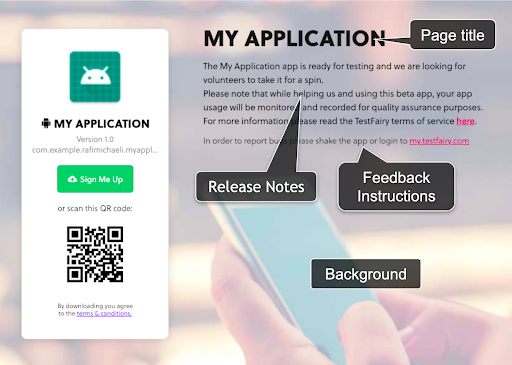 MY APPLICATION
Version 1.0
com.example.rafimichaeli.myappl...
Sign Me Up
or scan this QR code:
By downloading you agree
to the terms & conditions.
MY APPLICATION
Page title
The My Application app is ready for testing and we are looking for
volunteers to take it for a spin.
Please note that while helping us and using this beta app, your app
usage will be monitored and recorded for quality assurance purposes.
For more information please read the TestFairy terms of service here.
In order to report bugs please shake the app or login to my.testfairy.com
Release Notes
Feedback
Instructions
Background